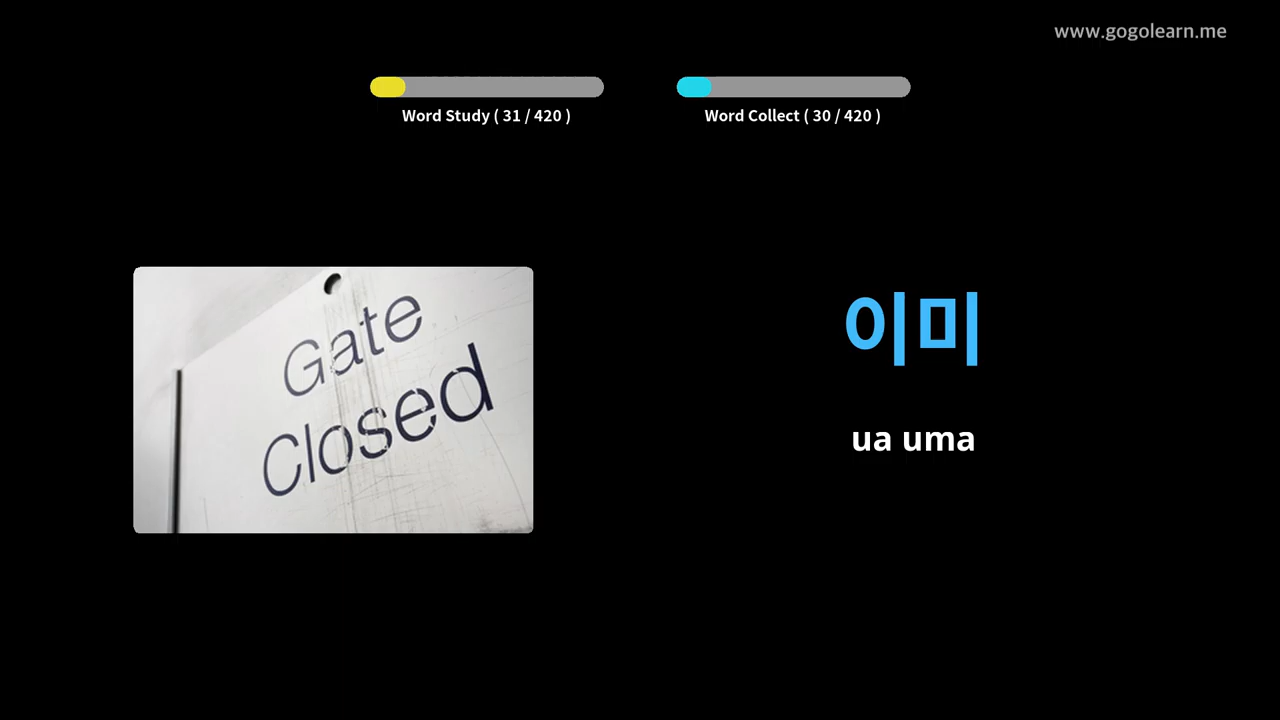 www.gogolearn.me
Word Study ( 31 / 420 )
Word Collect ( 30 / 420 )
Gate
Closed
이미
ua uma